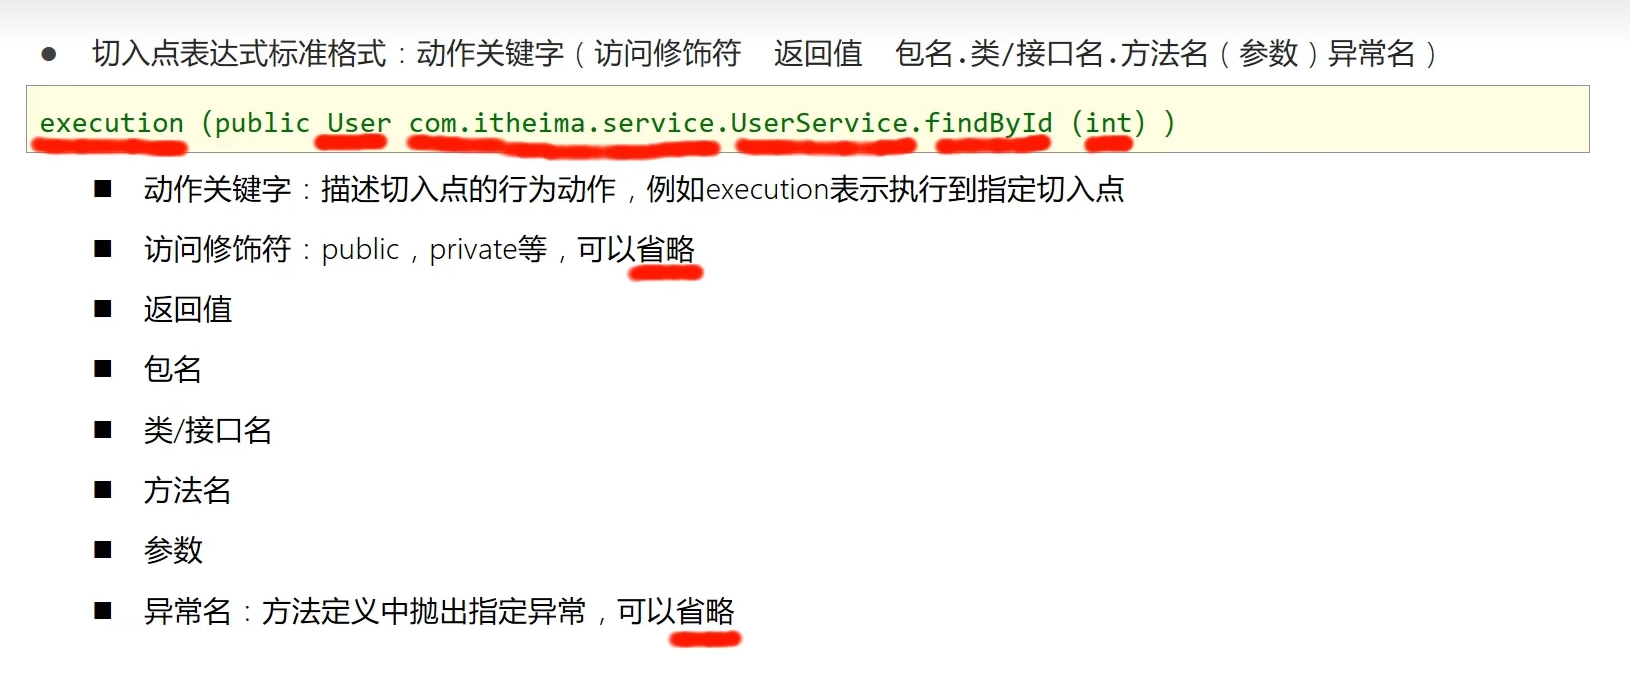 切入点表达式标准格式：动作关键字（访问修饰符 返回值 包名.类/接口名.方法名（参数）异常名）
execution (public User com.itheima.service.UserService.findById (int) )
动作关键字：描述切入点的行为动作，例如execution表示执行到指定切入点
访问修饰符：public，private等，可以省略
返回值
包名
类/接口名
方法名
参数
异常名：方法定义中抛出指定异常，可以省略